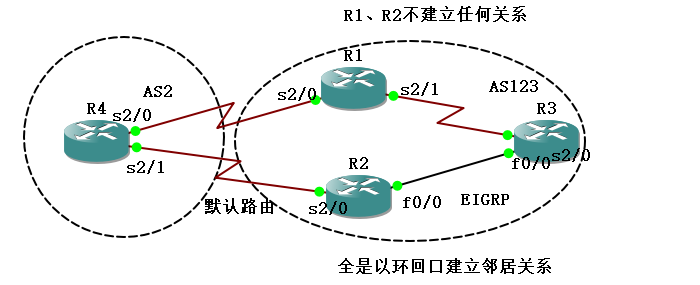 R1、R2不建立任何关系
R1
AS2
s2/0
s2/1
AS123
R4
s2/0
R3
s2/1
f0/0
s2/0
R2
默认路由
s2/0
f0/0
EIGRP
全是以环回口建立邻居关系